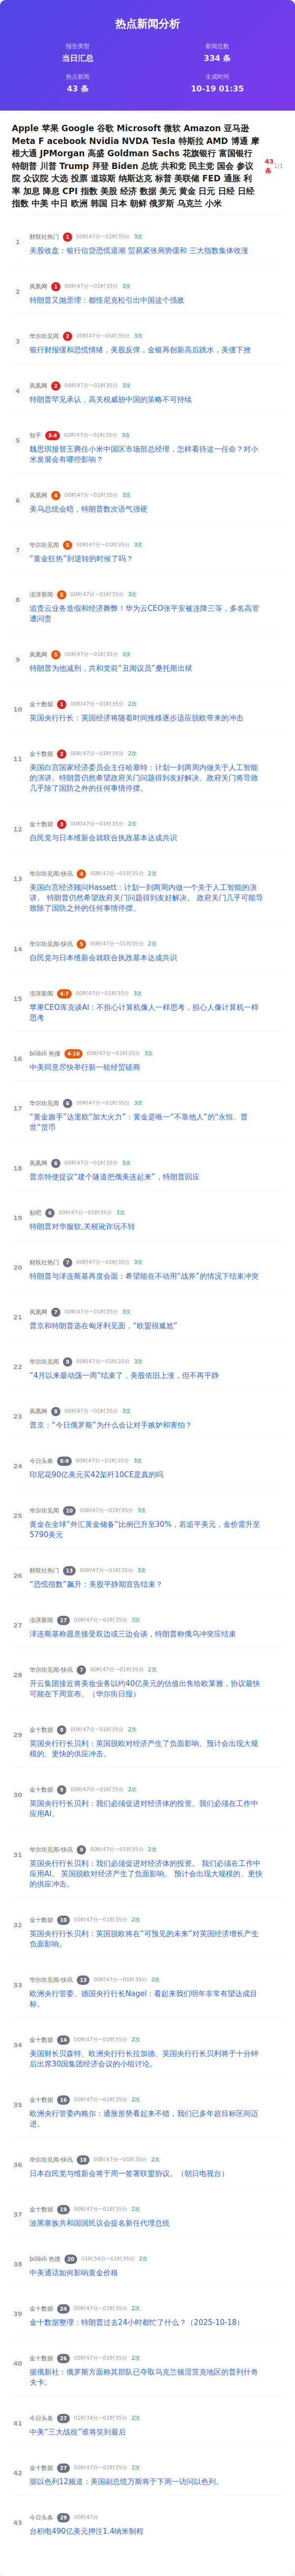 热点新闻分析
报告类型
当日汇总
新闻总数
334 条
热点新闻
43 条
生成时间
10-19 01:35
Apple 苹果 Google 谷歌 Microsoft 微软 Amazon 亚马逊
Meta F acebook Nvidia NVDA Tesla 特斯拉 AMD 博通 摩
根大通 JPMorgan 高盛 Goldman Sachs 花旗银行 富国银行
特朗普 川普 Trump 拜登 Biden 总统 共和党 民主党 国会 参议
院 众议院 大选 投票 道琼斯 纳斯达克 标普 美联储 FED 通胀 利
率 加息 降息 CPI 指数 美股 经济 数据 美元 黄金 日元 日经 日经
指数 中美 中日 欧洲 韩国 日本 朝鲜 俄罗斯 乌克兰 小米
43
条
1/1
1
财联社热门 1 00时47分~01时35分 3次
美股收盘：银行信贷恐慌退潮 贸易紧张局势缓和 三大指数集体收涨
2
凤凰网 1 00时47分~01时35分 3次
特朗普又抛歪理：都怪尼克松引出中国这个强敌
3
华尔街见闻 2 00时47分~01时35分 3次
银行财报缓和恐慌情绪，美股反弹，金银再创新高后跳水，美债下挫
4
凤凰网 2 00时47分~01时35分 3次
特朗普罕见承认，高关税威胁中国的策略不可持续
5
知乎 3-4 00时47分~01时35分 3次
魏思琪接替王腾任小米中国区市场部总经理，怎样看待这一任命？对小
米发展会有哪些影响？
6
凤凰网 4 00时47分~01时35分 3次
美乌总统会晤，特朗普数次语气强硬
7
华尔街见闻 5 00时47分~01时35分 3次
“黄金狂热”到逆转的时候了吗？
8
澎湃新闻 5 00时47分~01时35分 3次
追责云业务造假和经济舞弊！华为云CEO张平安被连降三等，多名高管
遭问责
9
凤凰网 5 00时47分~01时35分 3次
特朗普为他减刑，共和党前“丑闻议员”桑托斯出狱
10
金十数据 1 00时47分~01时35分 2次
英国央行行长：英国经济将随着时间推移逐步适应脱欧带来的冲击
11
金十数据 2 00时47分~01时35分 2次
美国白宫国家经济委员会主任哈塞特：计划一到两周内做关于人工智能
的演讲。特朗普仍然希望政府关门问题得到友好解决。政府关门将导致
几乎除了国防之外的任何事情停摆。
12
金十数据 3 00时47分~01时35分 2次
自民党与日本维新会就联合执政基本达成共识
13
华尔街见闻-快讯 4 00时47分~01时35分 2次
美国白宫经济顾问Hassett：计划一到两周内做一个关于人工智能的演
讲。 特朗普仍然希望政府关门问题得到友好解决。 政府关门几乎可能导
致除了国防之外的任何事情停摆。
14
华尔街见闻-快讯 5 00时47分~01时35分 2次
自民党与日本维新会就联合执政基本达成共识
15
澎湃新闻 4-7 00时47分~01时35分 3次
苹果CEO库克谈AI：不担心计算机像人一样思考，担心人像计算机一样
思考
16
bilibili 热搜 4-10 00时47分~01时35分 3次
中美同意尽快举行新一轮经贸磋商
17
华尔街见闻 6 00时47分~01时35分 3次
“黄金旗手”达里欧“加大火力”：黄金是唯一“不靠他人”的“永恒、普
世”货币
18
凤凰网 6 00时47分~01时35分 3次
普京特使提议“建个隧道把俄美连起来”，特朗普回应
19
贴吧 6 00时47分~01时35分 3次
特朗普对华服软,关税讹诈玩不转
20
财联社热门 7 00时47分~01时35分 3次
特朗普与泽连斯基再度会面：希望能在不动用“战斧”的情况下结束冲突
21
凤凰网 7 00时47分~01时35分 3次
普京和特朗普选在匈牙利见面，“欧盟很尴尬”
22
华尔街见闻 8 00时47分~01时35分 3次
“4月以来最动荡一周”结束了，美股依旧上涨，但不再平静
23
凤凰网 8 00时47分~01时35分 3次
普京：“今日俄罗斯”为什么会让对手嫉妒和害怕？
24
今日头条 8-9 00时47分~01时35分 3次
印尼花90亿美元买42架歼10CE是真的吗
25
华尔街见闻 10 00时47分~01时35分 3次
黄金在全球“外汇黄金储备”比例已升至30%，若追平美元，金价需升至
5790美元
26
财联社热门 13 00时47分~01时35分 3次
“恐慌指数”飙升：美股平静期宣告结束？
27
澎湃新闻 17 00时47分~01时35分 3次
泽连斯基称愿意接受双边或三边会谈，特朗普称俄乌冲突应结束
28
华尔街见闻-快讯 7 00时47分~01时35分 2次
开云集团接近将美妆业务以约40亿美元的估值出售给欧莱雅，协议最快
可能在下周宣布。（华尔街日报）
29
金十数据 8 00时47分~01时35分 2次
英国央行行长贝利：英国脱欧对经济产生了负面影响。预计会出现大规
模的、更快的供应冲击。
30
金十数据 9 00时47分~01时35分 2次
英国央行行长贝利：我们必须促进对经济体的投资。我们必须在工作中
应用AI。
31
华尔街见闻-快讯 9 00时47分~01时35分 2次
英国央行行长贝利：我们必须促进对经济体的投资。 我们必须在工作中
应用AI。 英国脱欧对经济产生了负面影响。 预计会出现大规模的、更快
的供应冲击。
32
金十数据 10 00时47分~01时35分 2次
英国央行行长贝利：英国脱欧将在“可预见的未来”对英国经济增长产生
负面影响。
33
华尔街见闻-快讯 13 00时47分~01时35分 2次
欧洲央行管委、德国央行行长Nagel：看起来我们明年非常有望达成目
标。
34
金十数据 14 00时47分~01时35分 2次
美国财长贝森特、欧洲央行行长拉加德、英国央行行长贝利将于十分钟
后出席30国集团经济会议的小组讨论。
35
金十数据 16 00时47分~01时35分 2次
欧洲央行管委内格尔：通胀形势看起来不错，我们已多年超目标区间迈
进。
36
华尔街见闻-快讯 18 00时47分~01时35分 2次
日本自民党与维新会将于周一签署联盟协议。（朝日电视台）
37
金十数据 19 00时47分~01时35分 2次
波黑塞族共和国国民议会提名新任代理总统
38
bilibili 热搜 20 01时34分~01时35分 2次
中美通话如何影响黄金价格
39
金十数据 24 00时47分~01时35分 2次
金十数据整理：特朗普过去24小时都忙了什么？（2025-10-18）
40
金十数据 26 00时47分~01时35分 2次
据俄新社：俄罗斯方面称其部队已夺取乌克兰顿涅茨克地区的普列什奇
夫卡。
41
今日头条 27 01时34分~01时35分 2次
中美“三大战役”谁将笑到最后
42
金十数据 27 00时47分~01时35分 2次
据以色列12频道：美国副总统万斯将于下周一访问以色列。
43
今日头条 29 00时47分
台积电490亿美元押注1.4纳米制程